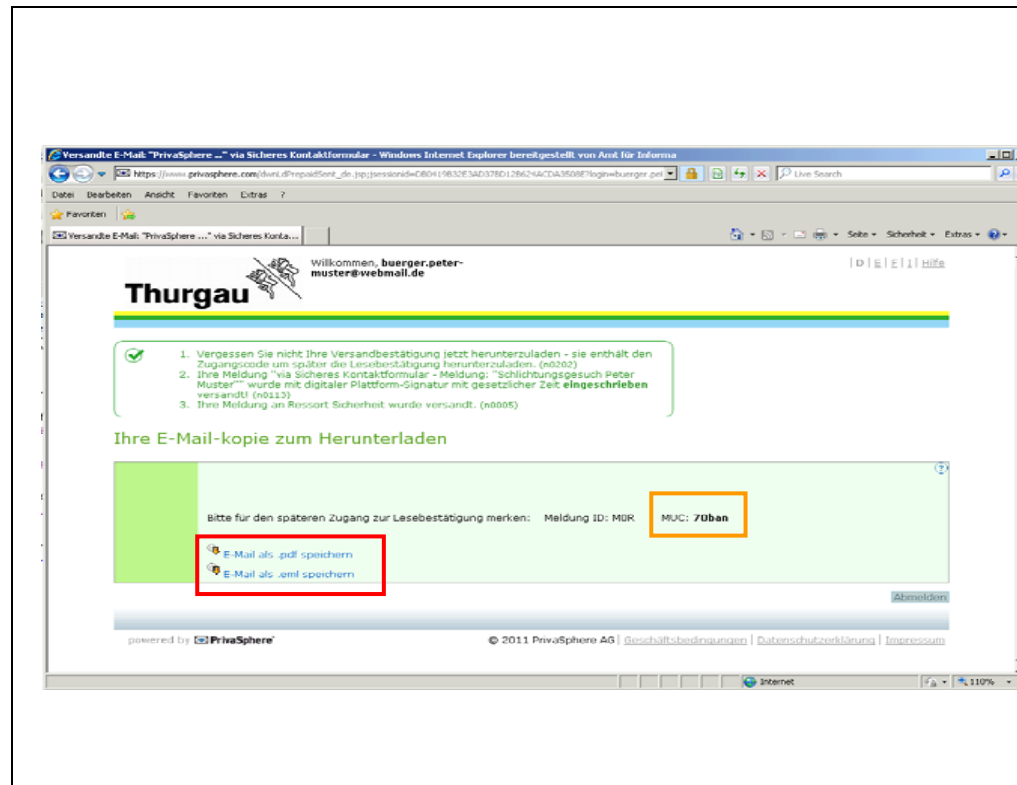 Versandte E-Mail: "PrivaSphere ..." via Sicheres Kontaktformular - Windows Internet Explorer bereitgestellt von Amt für Informa
https://www.privasphere.com/
Live Search
Datei Bearbeiten Ansicht Favoriten Extras ?
Favoriten
Versandte E-Mail: "PrivaSphere ..." via Sicheres Konta...
Seite Sicherheit Extras
Willkommen, buerger.peter-
muster@webmail.de
| D | E | F | I | Hilfe
Thurgau
1. Vergessen Sie nicht Ihre Versandbestätigung jetzt herunterzuladen - sie enthält den
Zugangscode um später die Lesebestätigung herunterzuladen. (n0202)
2. Ihre Meldung "via Sicheres Kontaktformular - Meldung: "Schlichtungsgesuch Peter
Muster"" wurde mit digitaler Plattform-Signatur mit gesetzlicher Zeit eingeschrieben
versandt! (n0113)
3. Ihre Meldung an Ressort Sicherheit wurde versandt. (n0005)
Ihre E-Mail-kopie zum Herunterladen
Bitte für den späteren Zugang zur Lesebestätigung merken: Meldung ID: M0R MUC: 70ban
E-Mail als .pdf speichern
E-Mail als .eml speichern
Abmelden
powered by PrivaSphere © 2011 PrivaSphere AG | Geschäftsbedingungen | Datenschutzerklärung | Impressum
Internet 110%